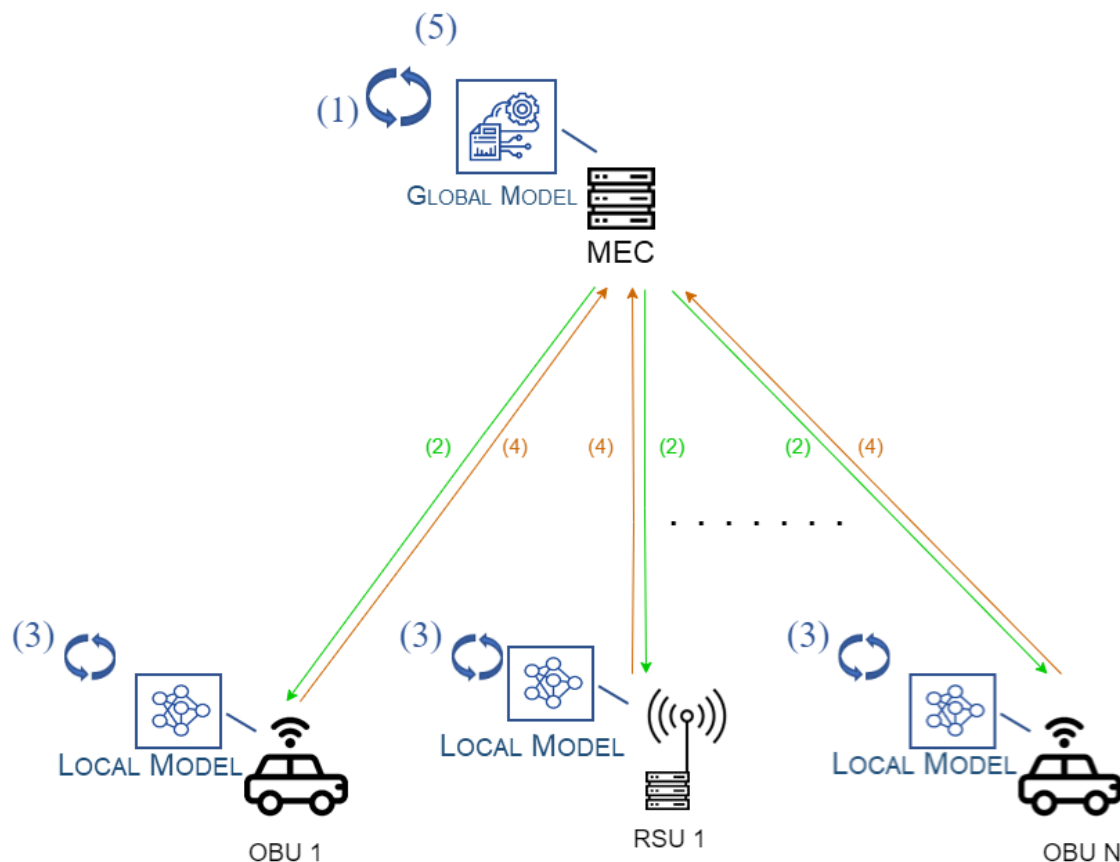 (5)
(1)
GLOBAL MODEL
MEC
(2) (4) (4) (2) (2) (4)
. . . . . . .
(3) (3) (3)
LOCAL MODEL LOCAL MODEL LOCAL MODEL
OBU 1 RSU 1 OBU N